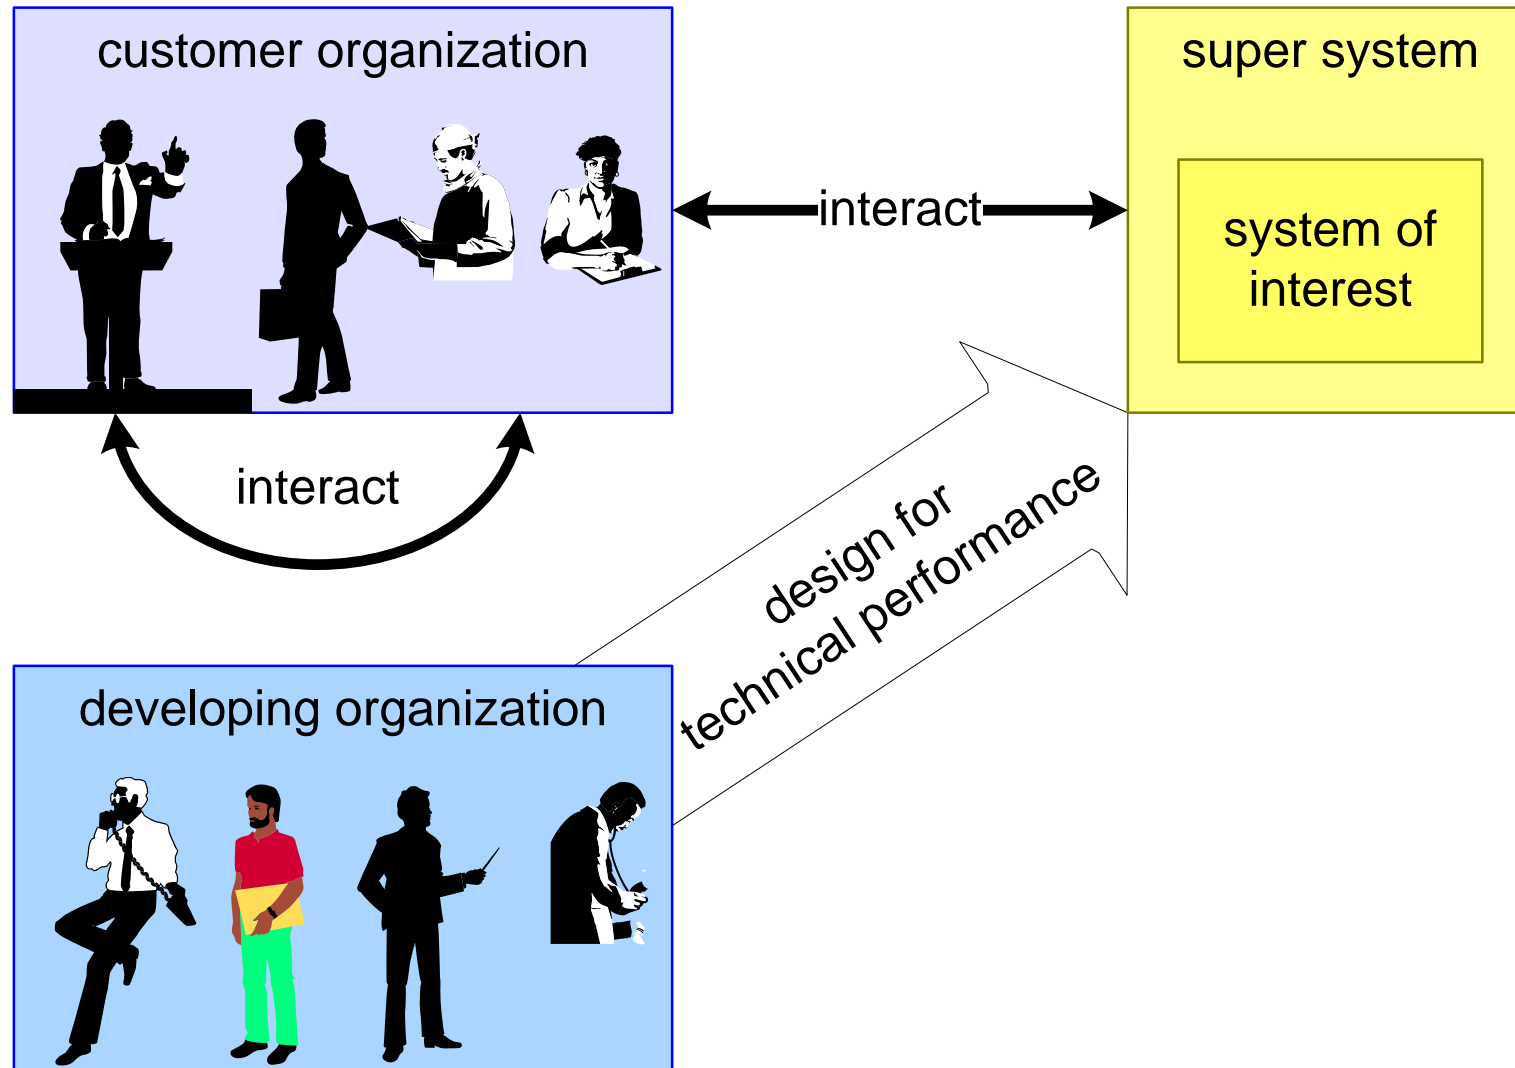 customer organization
super system
interact
system of
interest
interact
design for
technical performance
developing organization